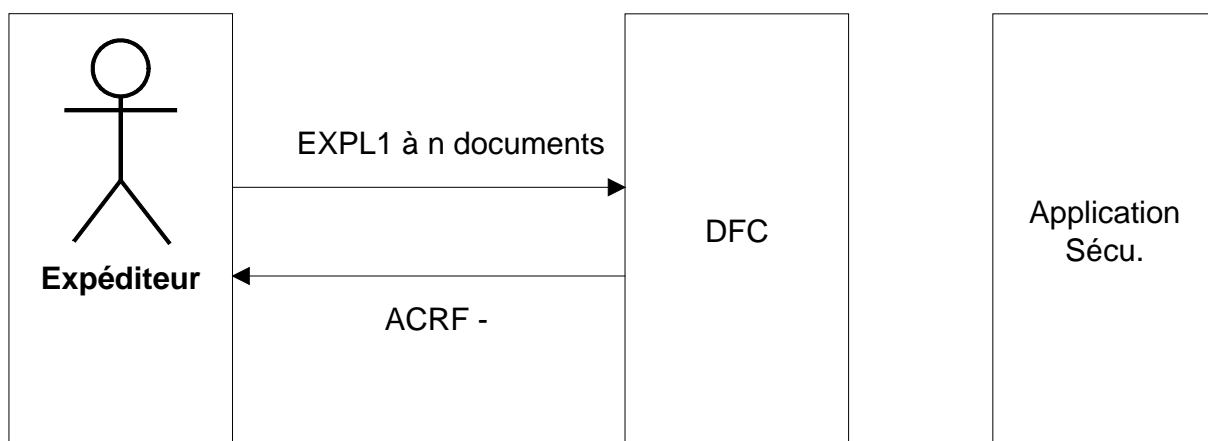 EXPL1 à n documents
Expéditeur
ACRF -
DFC
Application
Sécu.